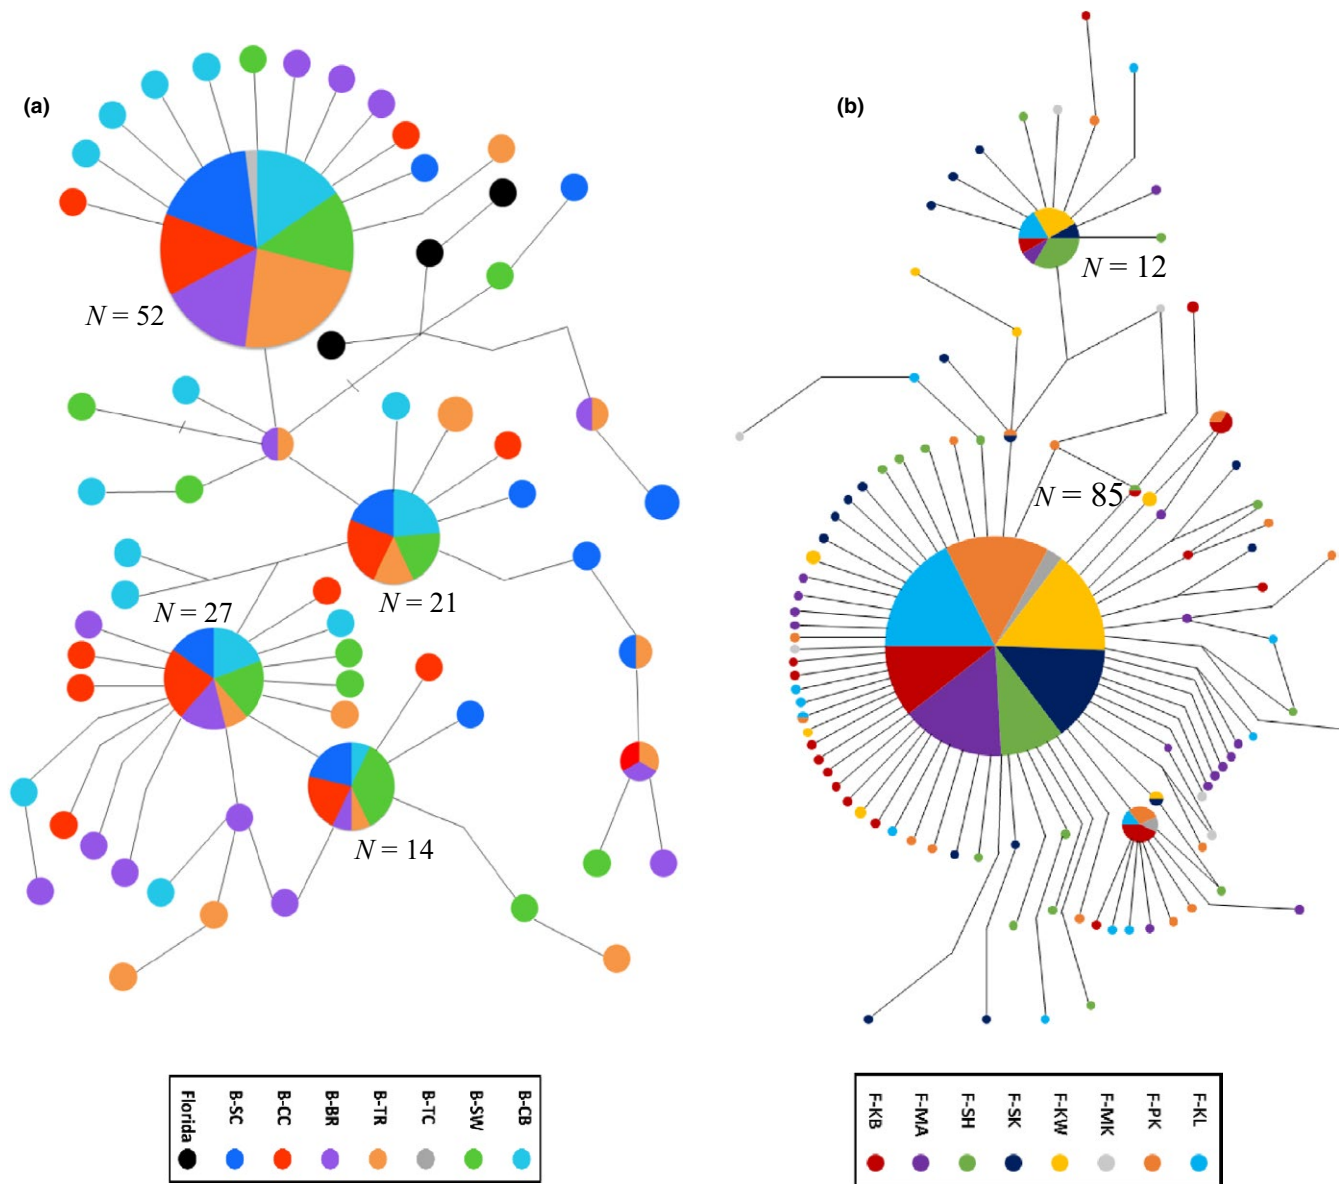 (a)
(b)
N = 12
N = 52
N = 85
N = 21
N = 27
N = 14
Florida
B-SC
B-CC
B-BR
B-TR
B-TC
B-SW
B-CB
F-KB
F-MA
F-SH
F-SK
F-KW
F-MK
F-PK
F-KL